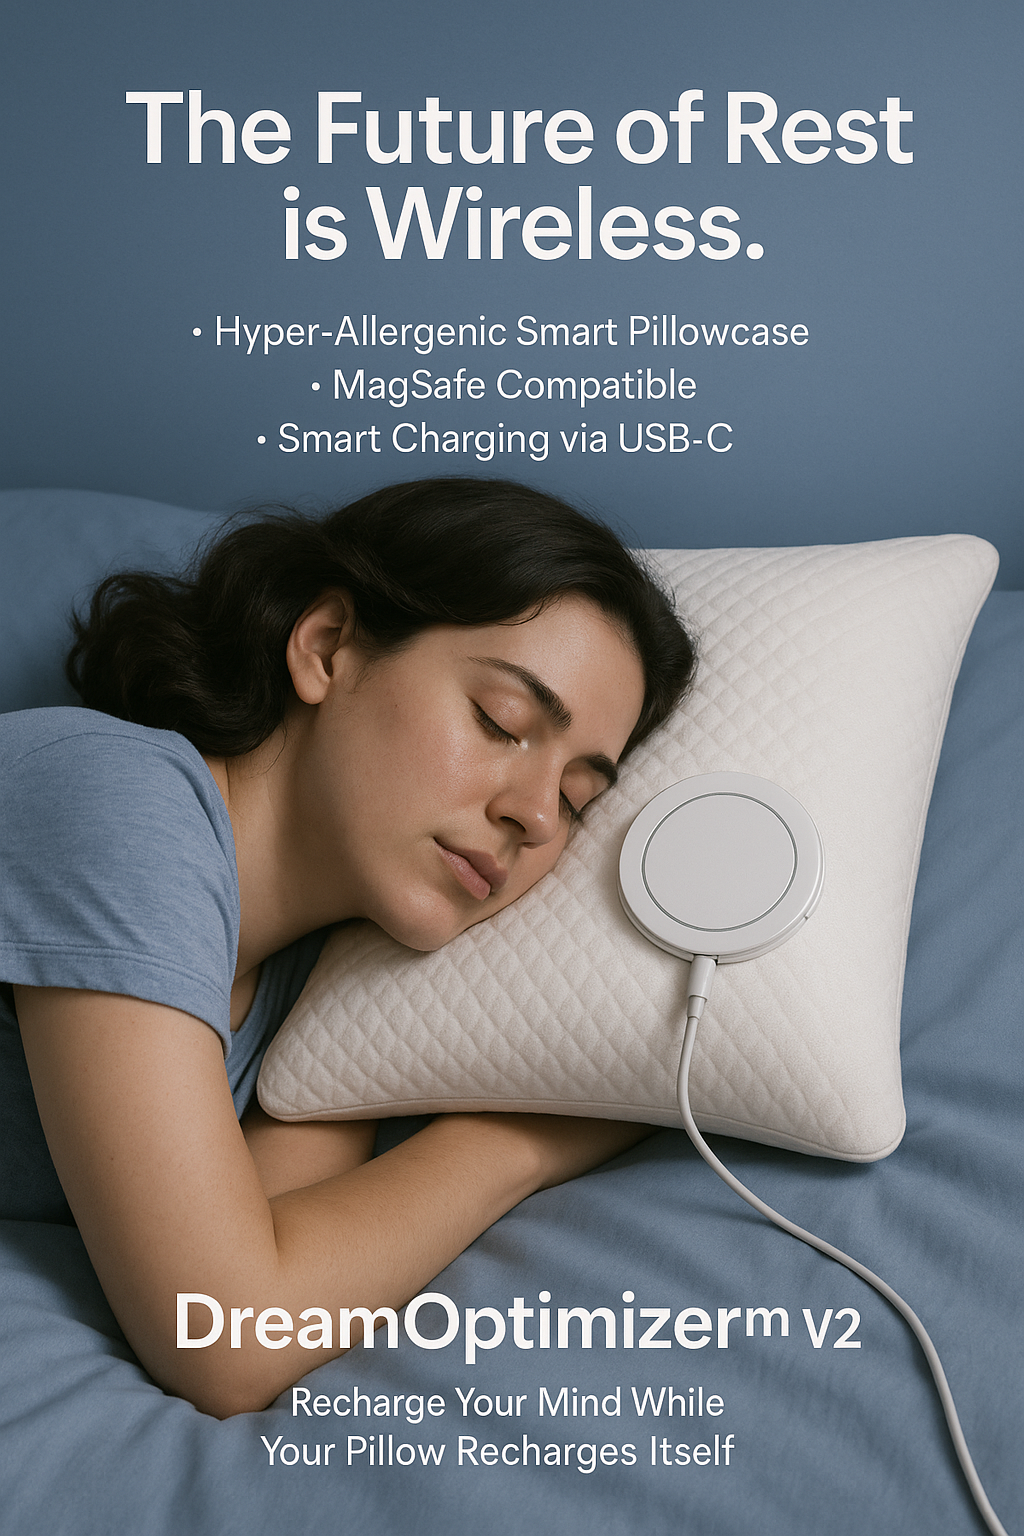 The Future of Rest
is Wireless.
• Hyper-Allergenic Smart Pillowcase
• MagSafe Compatible
• Smart Charging via USB-C
DreamOptimizerᵐ V2
Recharge Your Mind While
Your Pillow Recharges Itself